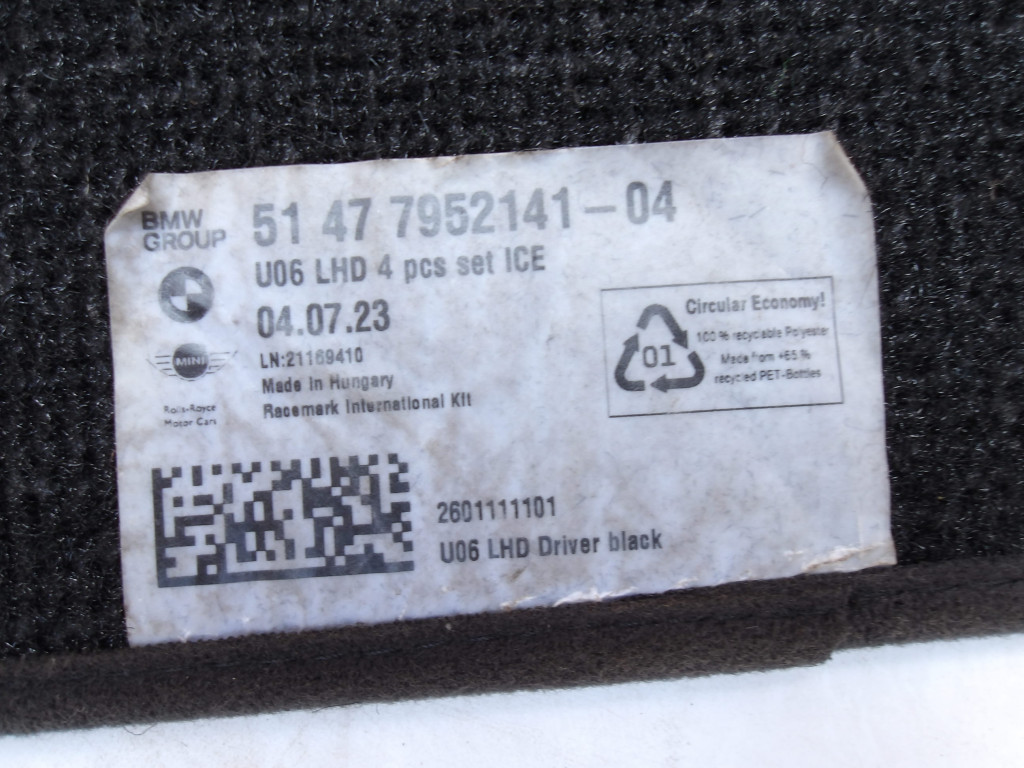 BMW
GROUP
51 47 7952141-04
U06 LHD 4 pcs set ICE
04.07.23
LN:21169410
Made in Hungary
Racemark International Kit
MINI
Rolls-Royce
Motor Cars
Circular Economy!
01
100 % recyclable Polyester
Made from +65 %
recycled PET-Bottles
2601111101
U06 LHD Driver black